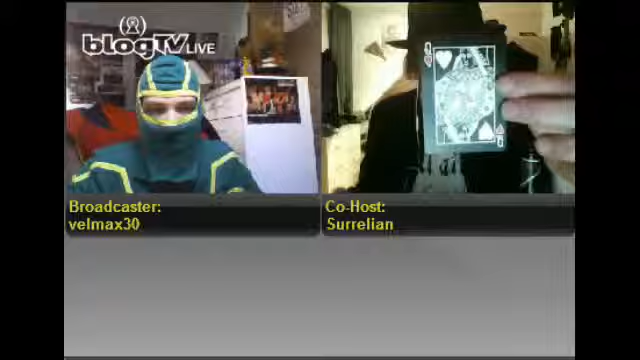 blogTV LIVE
Broadcaster:
velmax30
Co-Host:
Surrelian